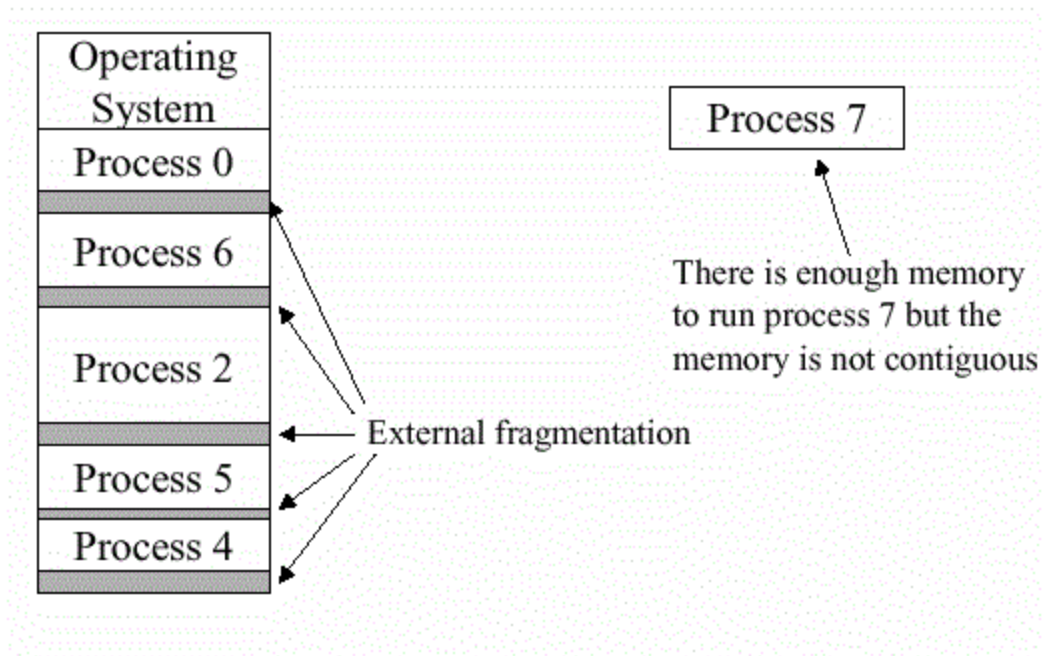 Operating
System
Process 0
Process 6
Process 2
Process 5
Process 4
External fragmentation
Process 7
There is enough memory
to run process 7 but the
memory is not contiguous